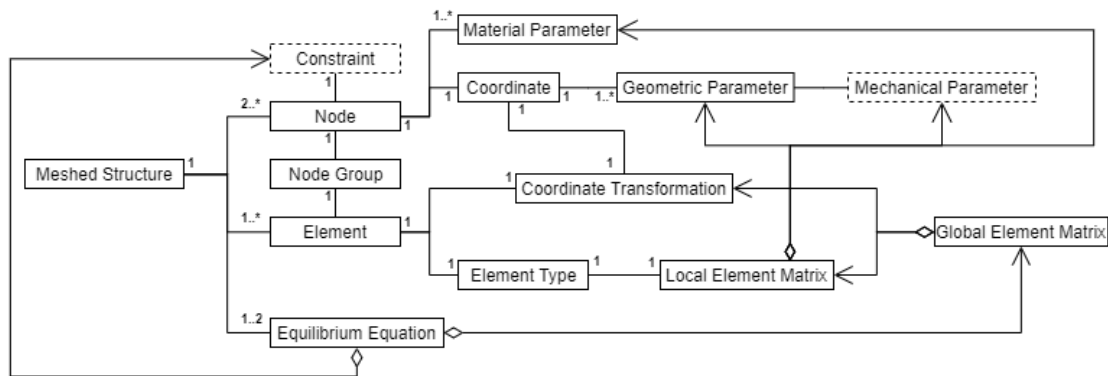 1..*
Material Parameter
Constraint
1
1
Coordinate
1
1..*
Geometric Parameter
Mechanical Parameter
2..*
Node
1
1
1
Meshed Structure
1
Node Group
1
1
Coordinate Transformation
1
1..*
Element
1
Global Element Matrix
1
Element Type
1
1
Local Element Matrix
1..2
Equilibrium Equation